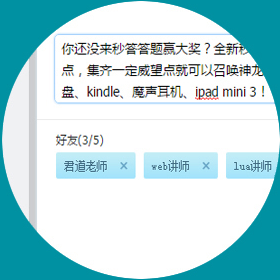 你还没来秒答答题赢大奖？全新秒
点，集齐一定威望点就可以召唤神龙
盘、kindle、魔声耳机、ipad mini 3！
好友(3/5)
君道老师 × web讲师 × lua讲师